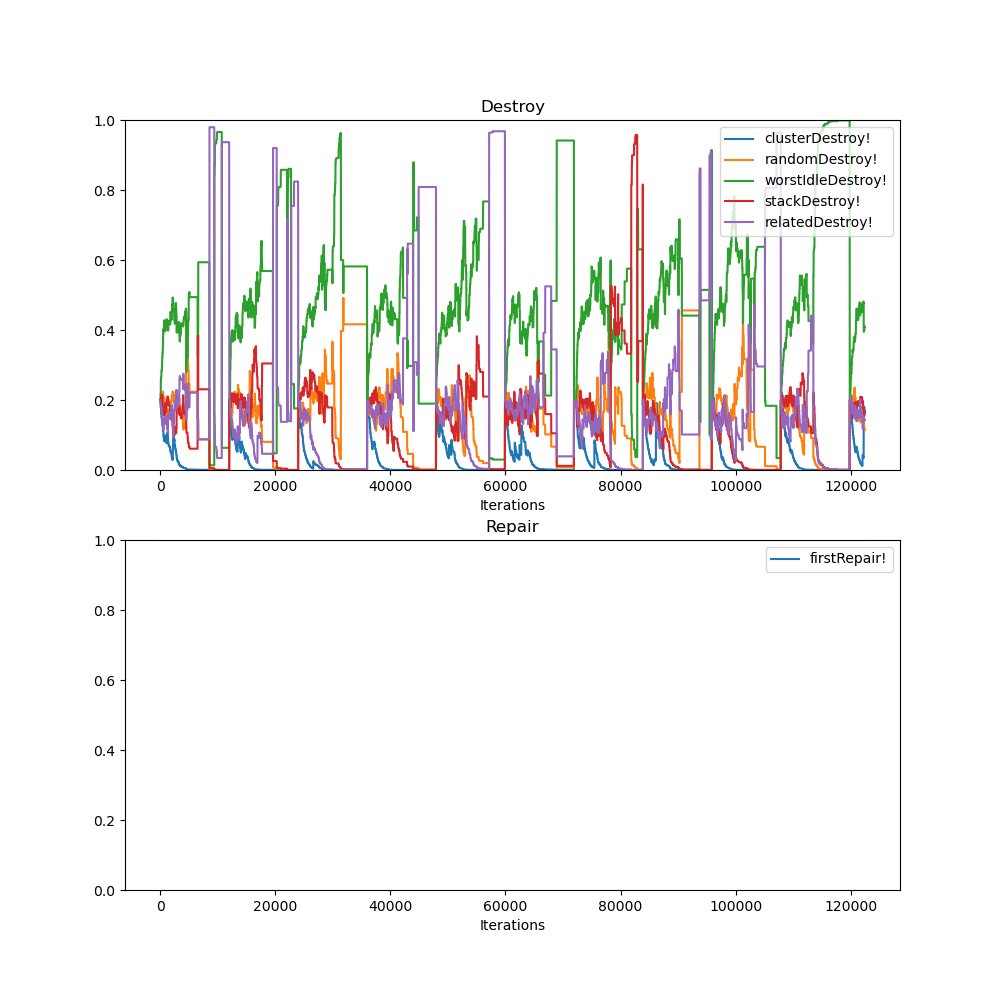 Destroy
1.0
0.8
0.6
0.4
0.2
0.0
clusterDestroy!
randomDestroy!
worstIdleDestroy!
stackDestroy!
relatedDestroy!
0 20000 40000 60000 80000 100000 120000
Iterations
Repair
1.0
0.8
0.6
0.4
0.2
0.0
firstRepair!
0 20000 40000 60000 80000 100000 120000
Iterations